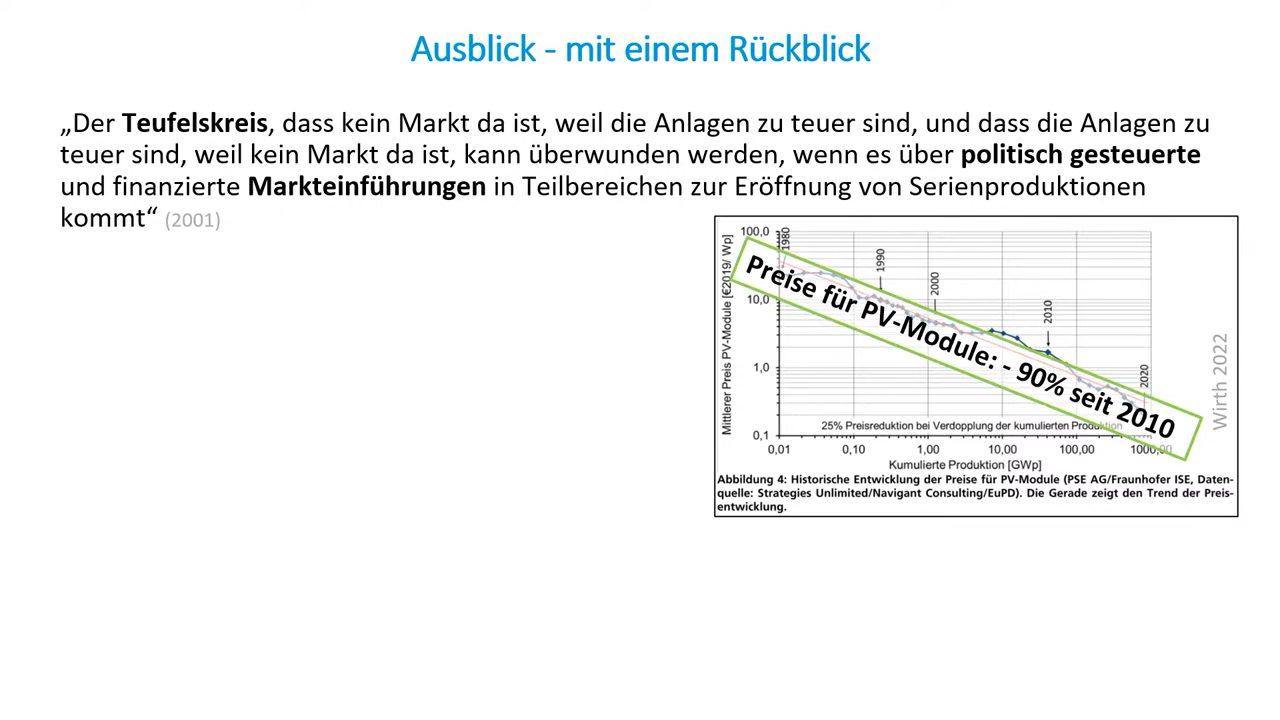 Ausblick - mit einem Rückblick
„Der Teufelskreis, dass kein Markt da ist, weil die Anlagen zu teuer sind, und dass die Anlagen zu
teuer sind, weil kein Markt da ist, kann überwunden werden, wenn es über politisch gesteuerte
und finanzierte Markteinführungen in Teilbereichen zur Eröffnung von Serienproduktionen
kommt“ (2001)
Mittlerer Preis PV-Module [€2019/ Wp]
100,0
10,0
1,0
0,1
1980
1990
2000
2010
2020
Preise für PV-Module: - 90% seit 2010
25% Preisreduktion bei Verdopplung der kumulierten Produktion
0,01 0,10 1,00 10,00 100,00 1000,00
Kumulierte Produktion [GWp]
Abbildung 4: Historische Entwicklung der Preise für PV-Module (PSE AG/Fraunhofer ISE, Daten-
quelle: Strategies Unlimited/Navigant Consulting/EuPD). Die Gerade zeigt den Trend der Preis-
entwicklung.
Wirth 2022